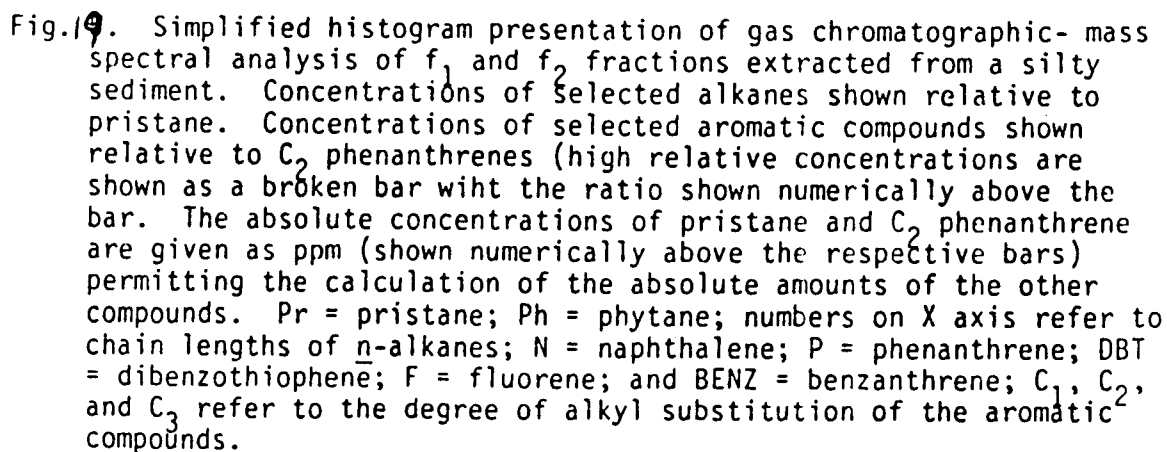 Fig.19. Simplified histogram presentation of gas chromatographic- mass
spectral analysis of f₁ and f₂ fractions extracted from a silty
sediment. Concentrations of selected alkanes shown relative to
pristane. Concentrations of selected aromatic compounds shown
relative to C₂ phenanthrenes (high relative concentrations are
shown as a broken bar wiht the ratio shown numerically above the
bar. The absolute concentrations of pristane and C₂ phenanthrene
are given as ppm (shown numerically above the respective bars)
permitting the calculation of the absolute amounts of the other
compounds. Pr = pristane; Ph = phytane; numbers on X axis refer to
chain lengths of n-alkanes; N = naphthalene; P = phenanthrene; DBT
= dibenzothiophene; F = fluorene; and BENZ = benzanthrene; C₁, C₂,
and C₃ refer to the degree of alkyl substitution of the aromatic
compounds.